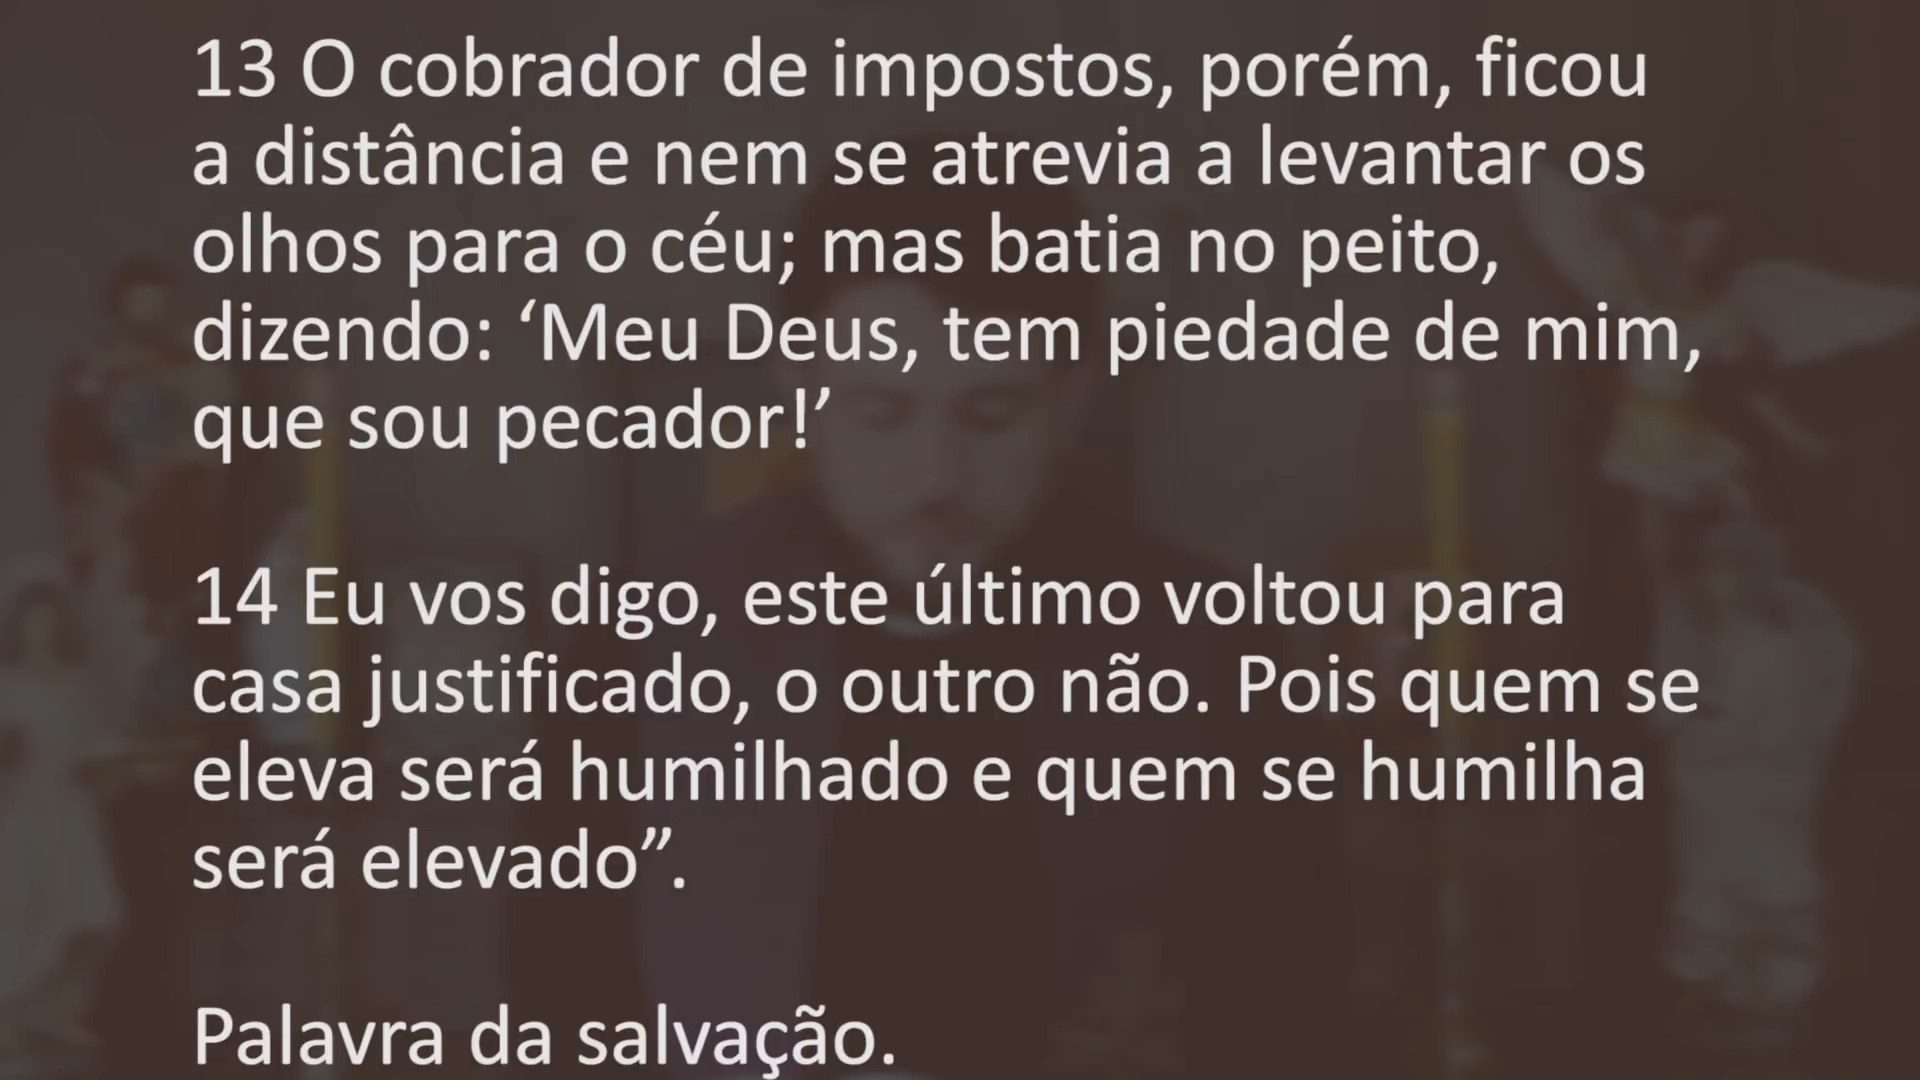 13 O cobrador de impostos, porém, ficou
a distância e nem se atrevia a levantar os
olhos para o céu; mas batia no peito,
dizendo: ‘Meu Deus, tem piedade de mim,
que sou pecador!’
14 Eu vos digo, este último voltou para
casa justificado, o outro não. Pois quem se
eleva será humilhado e quem se humilha
será elevado”.
Palavra da salvação.